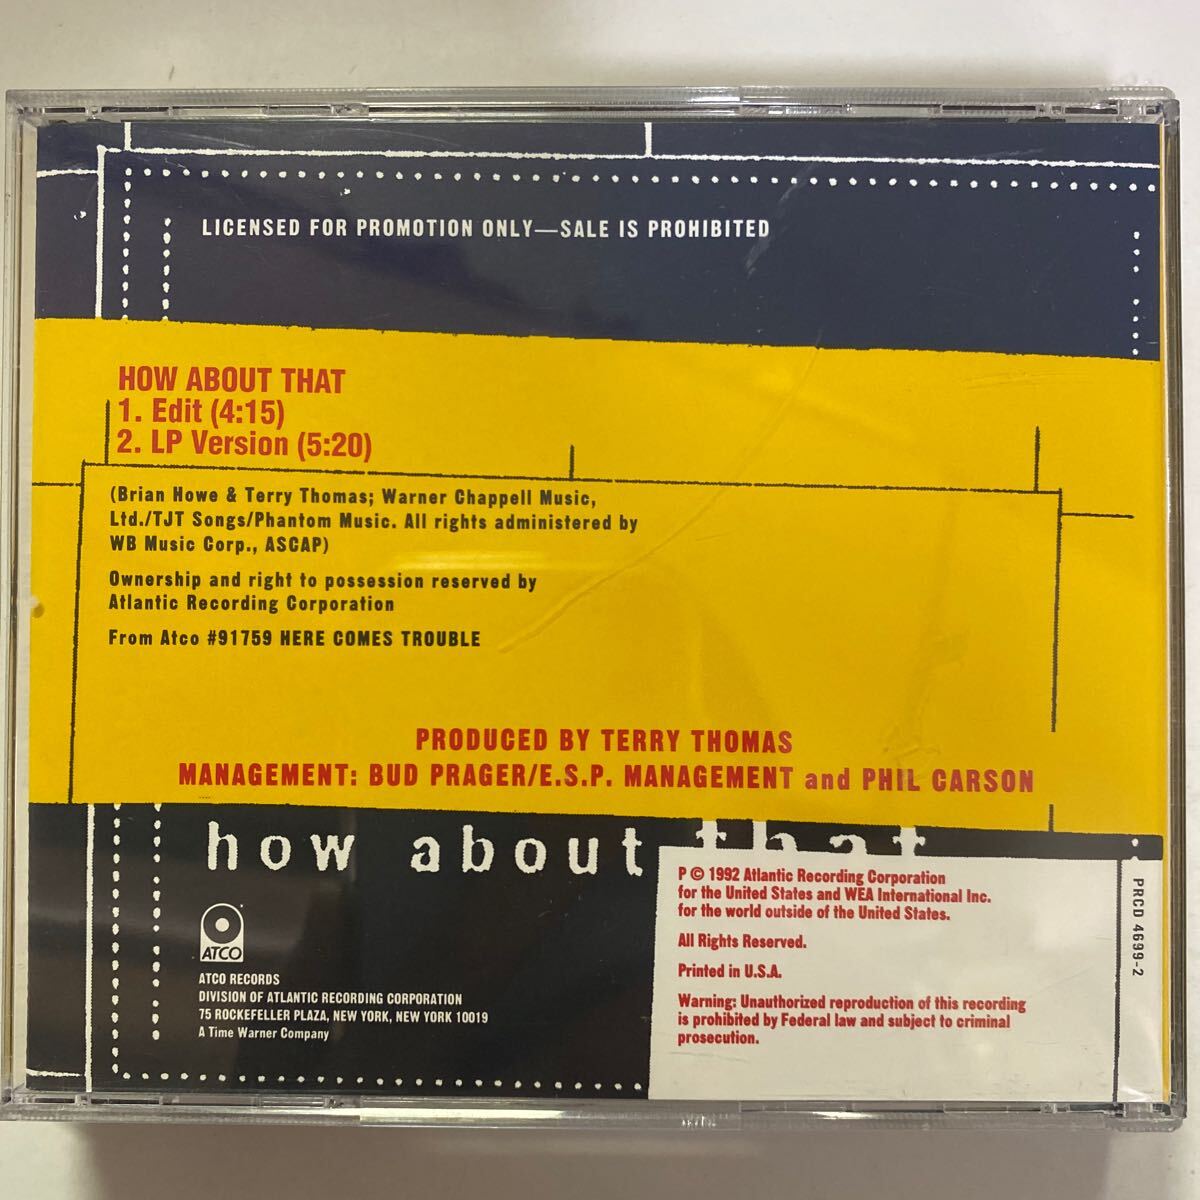 LICENSED FOR PROMOTION ONLY—SALE IS PROHIBITED
HOW ABOUT THAT
1. Edit (4:15)
2. LP Version (5:20)
(Brian Howe & Terry Thomas; Warner Chappell Music,
Ltd./TJT Songs/Phantom Music. All rights administered by
WB Music Corp., ASCAP)
Ownership and right to possession reserved by
Atlantic Recording Corporation
From Atco #91759 HERE COMES TROUBLE
PRODUCED BY TERRY THOMAS
MANAGEMENT: BUD PRAGER/E.S.P. MANAGEMENT and PHIL CARSON
how about that
ATCO
ATCO RECORDS
DIVISION OF ATLANTIC RECORDING CORPORATION
75 ROCKEFELLER PLAZA, NEW YORK, NEW YORK 10019
A Time Warner Company
P © 1992 Atlantic Recording Corporation
for the United States and WEA International Inc.
for the world outside of the United States.
All Rights Reserved.
Printed in U.S.A.
Warning: Unauthorized reproduction of this recording
is prohibited by Federal law and subject to criminal
prosecution.
PRCD 4699-2